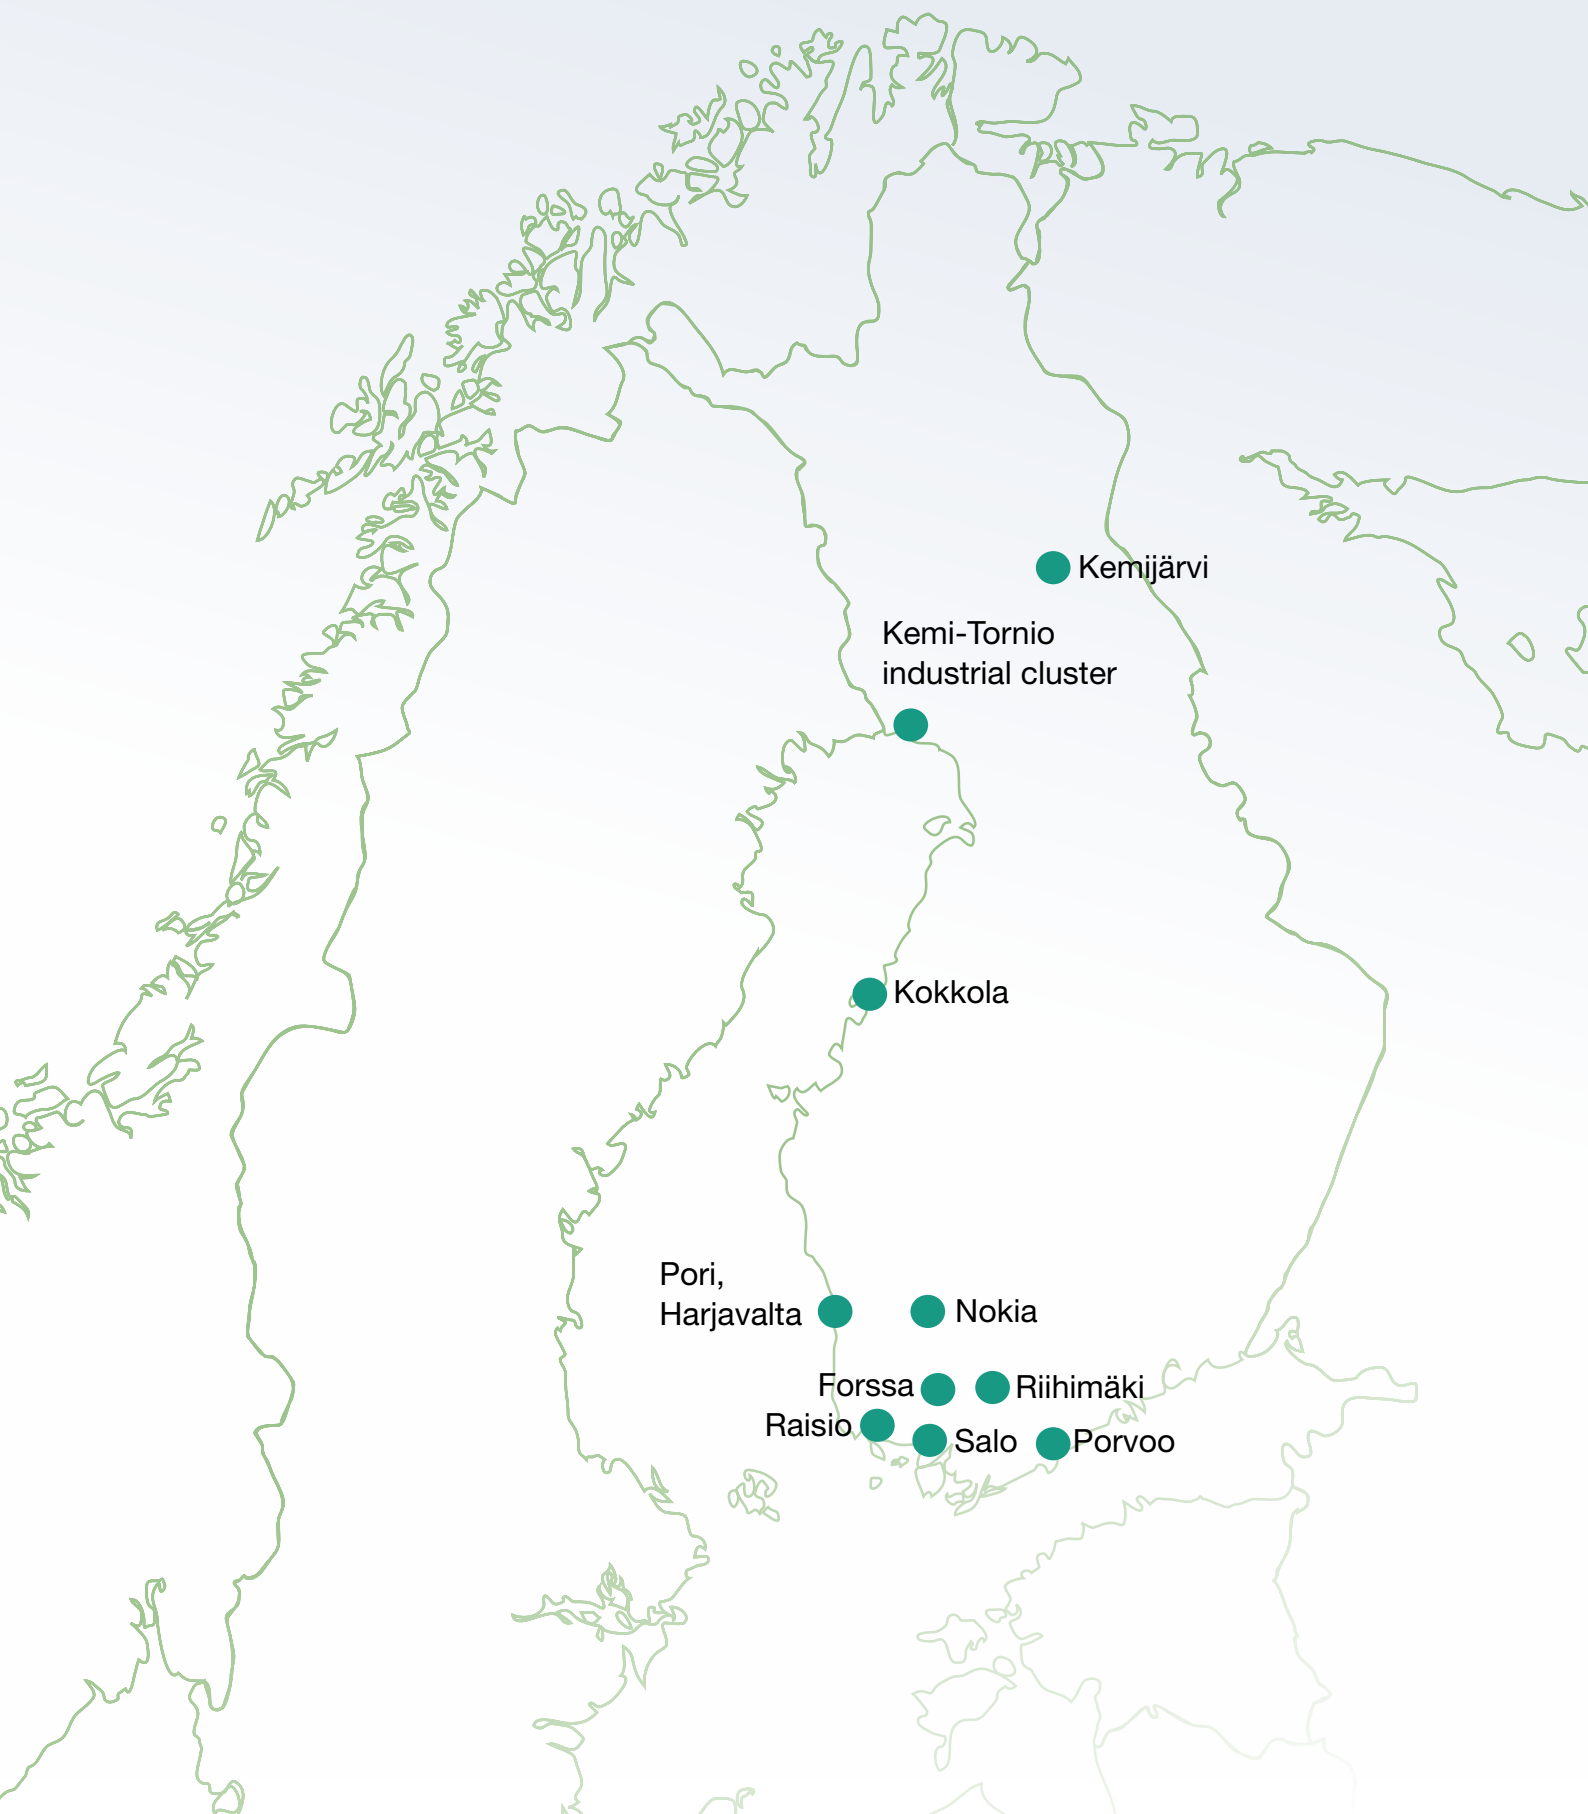 Kemijärvi
Kemi-Tornio
industrial cluster
Kokkola
Pori,
Harjavalta
Nokia
Forssa
Riihimäki
Raisio
Salo
Porvoo